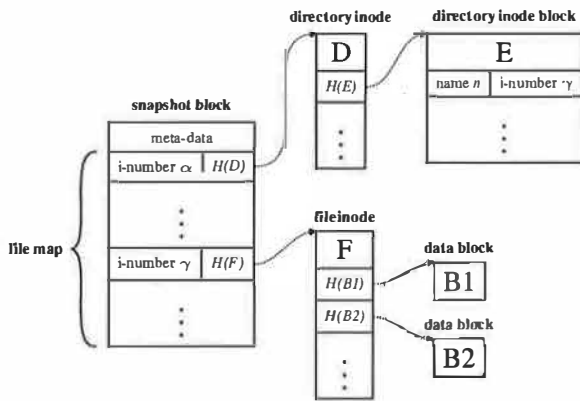 directory inode
directory inode block
D
E
H(E)
name n
i-number γ
snapshot block
meta-data
i-number α
H(D)
file map
file inode
i-number γ
H(F)
F
data block
H(B1)
B1
H(B2)
data block
B2